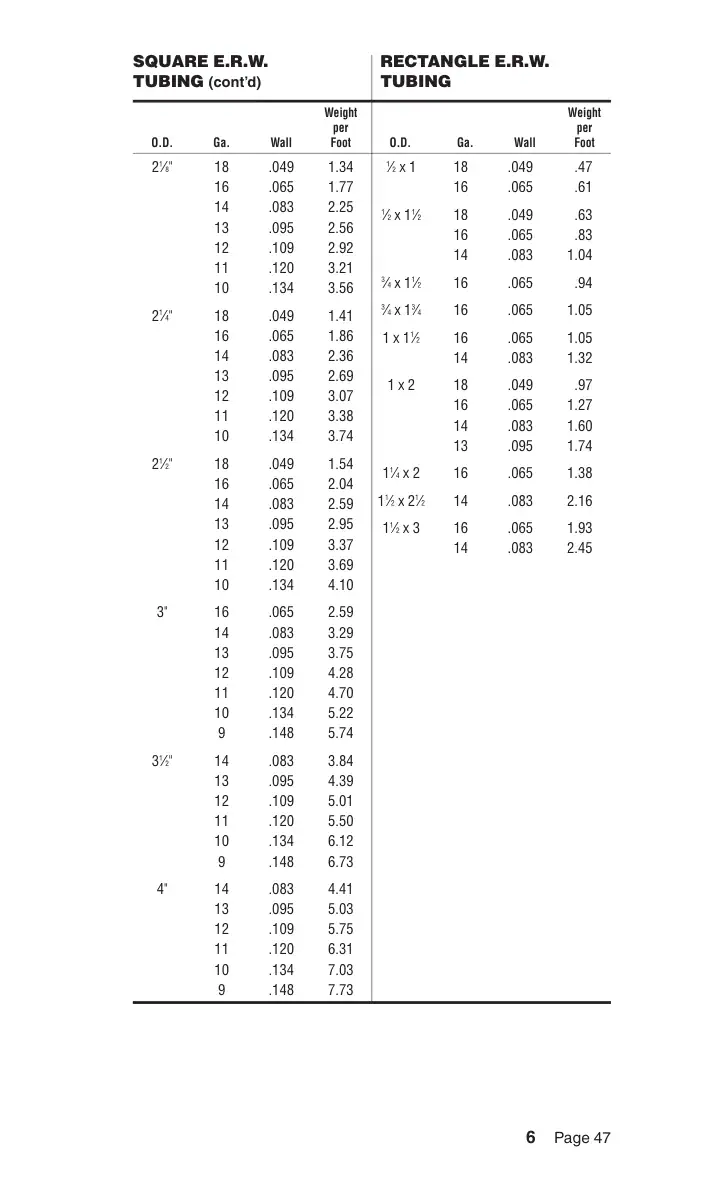 SQUARE E.R.W.
TUBING (cont’d)
Weight
per
O.D. Ga. Wall Foot
2⅛" 18 .049 1.34
16 .065 1.77
14 .083 2.25
13 .095 2.56
12 .109 2.92
11 .120 3.21
10 .134 3.56
2¼" 18 .049 1.41
16 .065 1.86
14 .083 2.36
13 .095 2.69
12 .109 3.07
11 .120 3.38
10 .134 3.74
2½" 18 .049 1.54
16 .065 2.04
14 .083 2.59
13 .095 2.95
12 .109 3.37
11 .120 3.69
10 .134 4.10
3" 16 .065 2.59
14 .083 3.29
13 .095 3.75
12 .109 4.28
11 .120 4.70
10 .134 5.22
9 .148 5.74
3½" 14 .083 3.84
13 .095 4.39
12 .109 5.01
11 .120 5.50
10 .134 6.12
9 .148 6.73
4" 14 .083 4.41
13 .095 5.03
12 .109 5.75
11 .120 6.31
10 .134 7.03
9 .148 7.73
RECTANGLE E.R.W.
TUBING
Weight
per
O.D. Ga. Wall Foot
½ x 1 18 .049 .47
16 .065 .61
½ x 1½ 18 .049 .63
16 .065 .83
14 .083 1.04
¾ x 1½ 16 .065 .94
¾ x 1¾ 16 .065 1.05
1 x 1½ 16 .065 1.05
14 .083 1.32
1 x 2 18 .049 .97
16 .065 1.27
14 .083 1.60
13 .095 1.74
1¼ x 2 16 .065 1.38
1½ x 2½ 14 .083 2.16
1½ x 3 16 .065 1.93
14 .083 2.45
6 Page 47